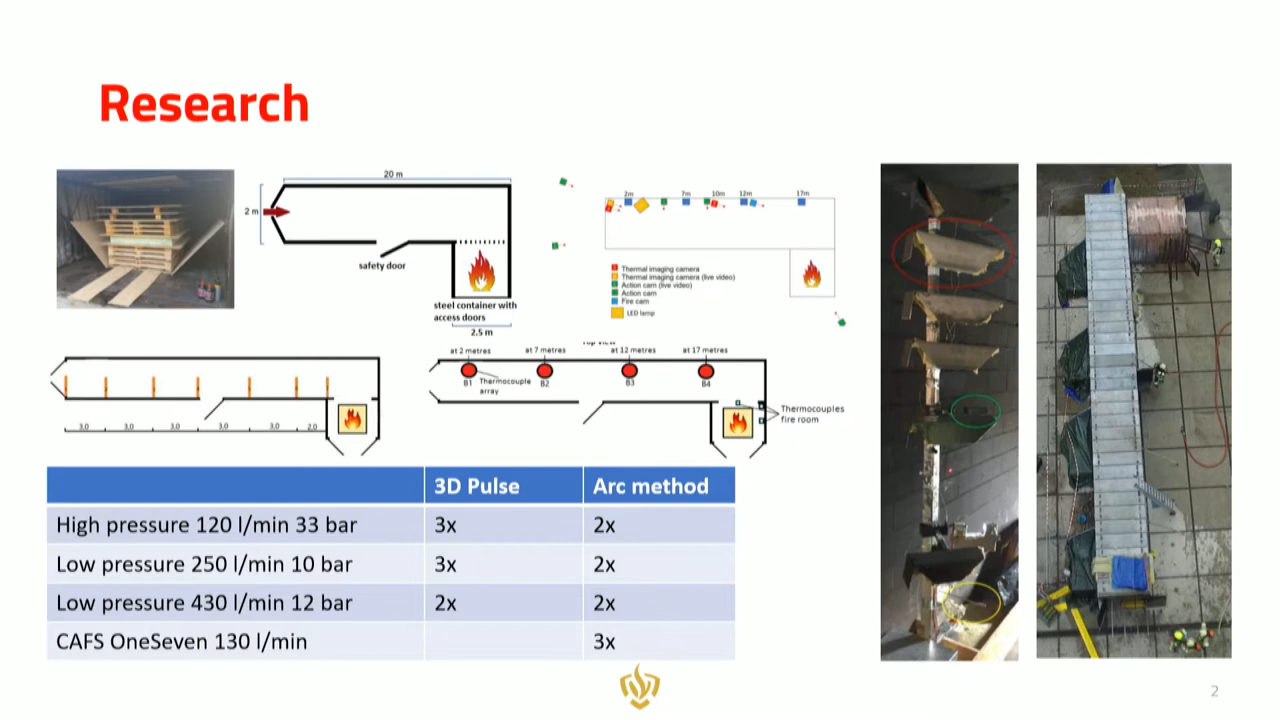 Research
20 m
2 m
safety door
steel container with
access doors
2.5 m
2m 7m 10m 12m 17m
Thermal imaging camera
Thermal imaging camera (live video)
Action cam (live video)
Action cam
Fire cam
LED lamp
3,0 3,0 3,0 3,0 3,0 3,0 2,0
at 2 metres at 7 metres at 12 metres at 17 metres
B1 B2 B3 B4
Thermocouple
array
Thermocouples
fire room
3D Pulse Arc method
High pressure 120 l/min 33 bar 3x 2x
Low pressure 250 l/min 10 bar 3x 2x
Low pressure 430 l/min 12 bar 2x 2x
CAFS OneSeven 130 l/min 3x
2